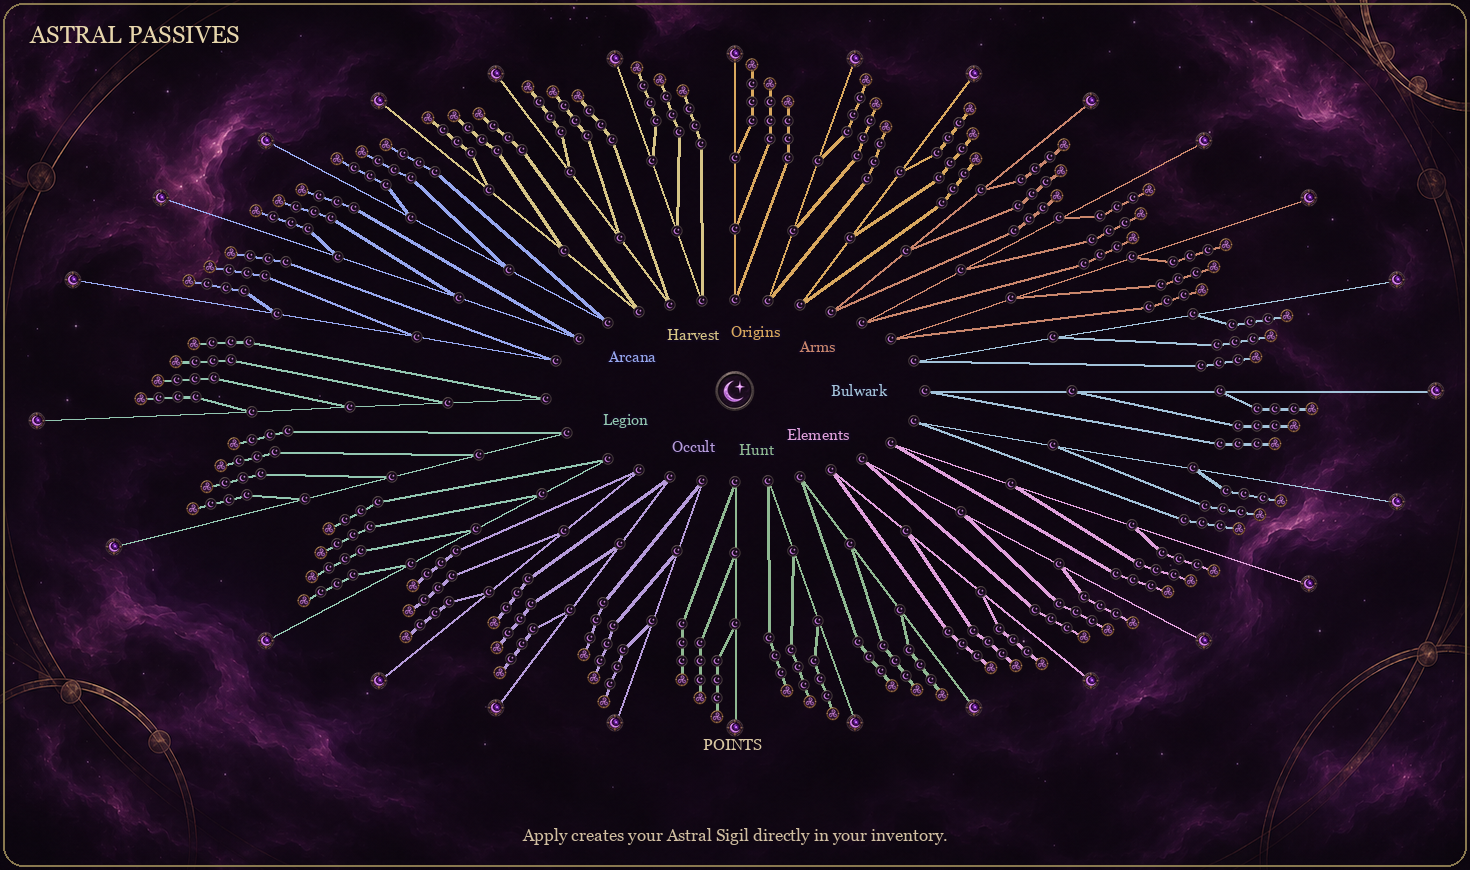 ASTRAL PASSIVES
Harvest
Origins
Arms
Arcana
Bulwark
Legion
Elements
Occult
Hunt
POINTS
Apply creates your Astral Sigil directly in your inventory.